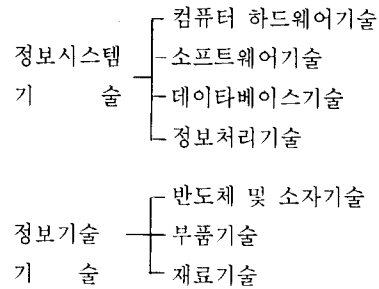 컴퓨터 하드웨어기술
정보시스템
소프트웨어기술
기 술
데이타베이스기술
정보처리기술
반도체 및 소자기술
정보기술
부품기술
기 술
재료기술